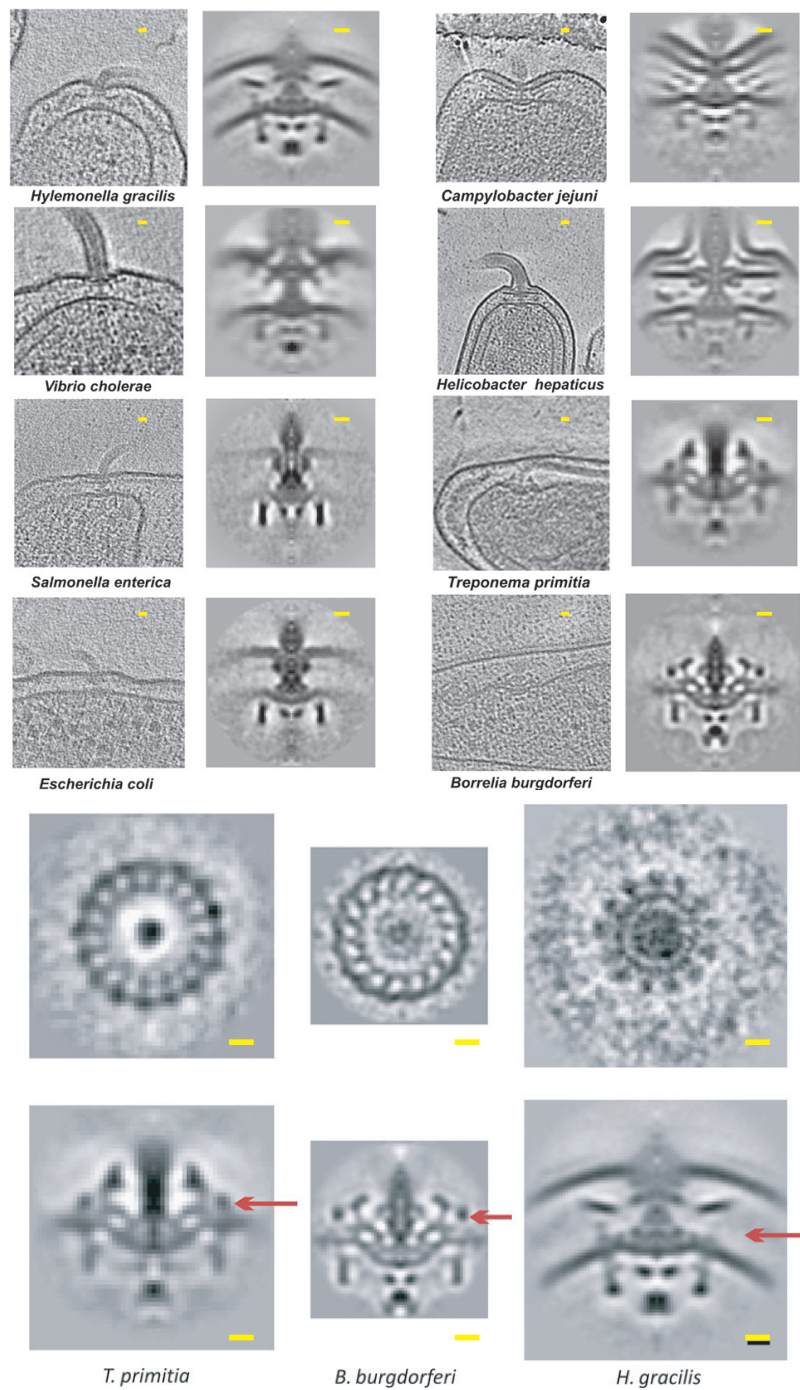 Hylemonella gracilis
Campylobacter jejuni
Vibrio cholerae
Helicobacter hepaticus
Salmonella enterica
Treponema primitia
Escherichia coli
Borrelia burgdorferi
T. primitia
B. burgdorferi
H. gracilis